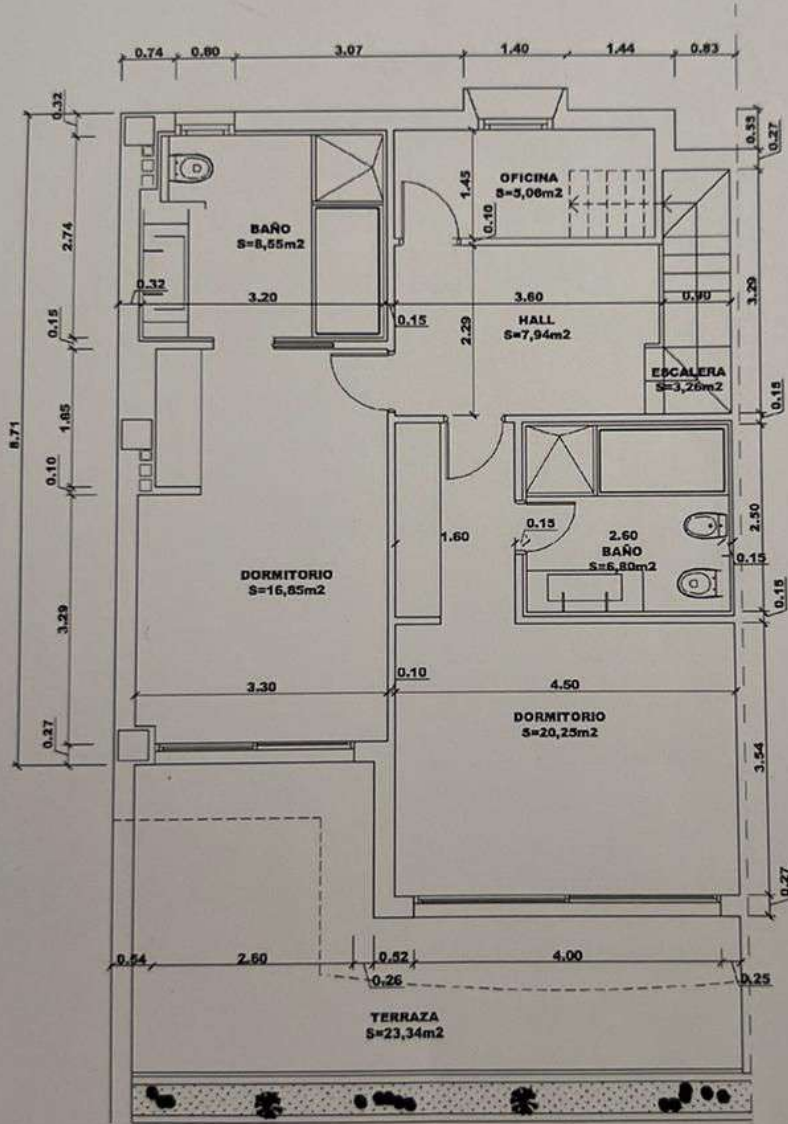 0.74
0.80
3.07
1.40
1.44
0.83
0.32
0.55
0.27
OFICINA
S=5,06m2
1.45
0.10
BAÑO
S=8,55m2
2.74
0.32
3.20
0.15
3.60
0.90
3.29
HALL
S=7,94m2
2.29
0.15
ESCALERA
S=3,26m2
0.15
8.71
1.85
0.10
1.60
0.15
2.60
BAÑO
S=6,80m2
2.50
0.15
0.15
DORMITORIO
S=16,85m2
3.29
3.30
0.10
4.50
DORMITORIO
S=20,25m2
3.54
0.27
0.27
0.54
2.60
0.26
0.52
4.00
0.25
TERRAZA
S=23,34m2